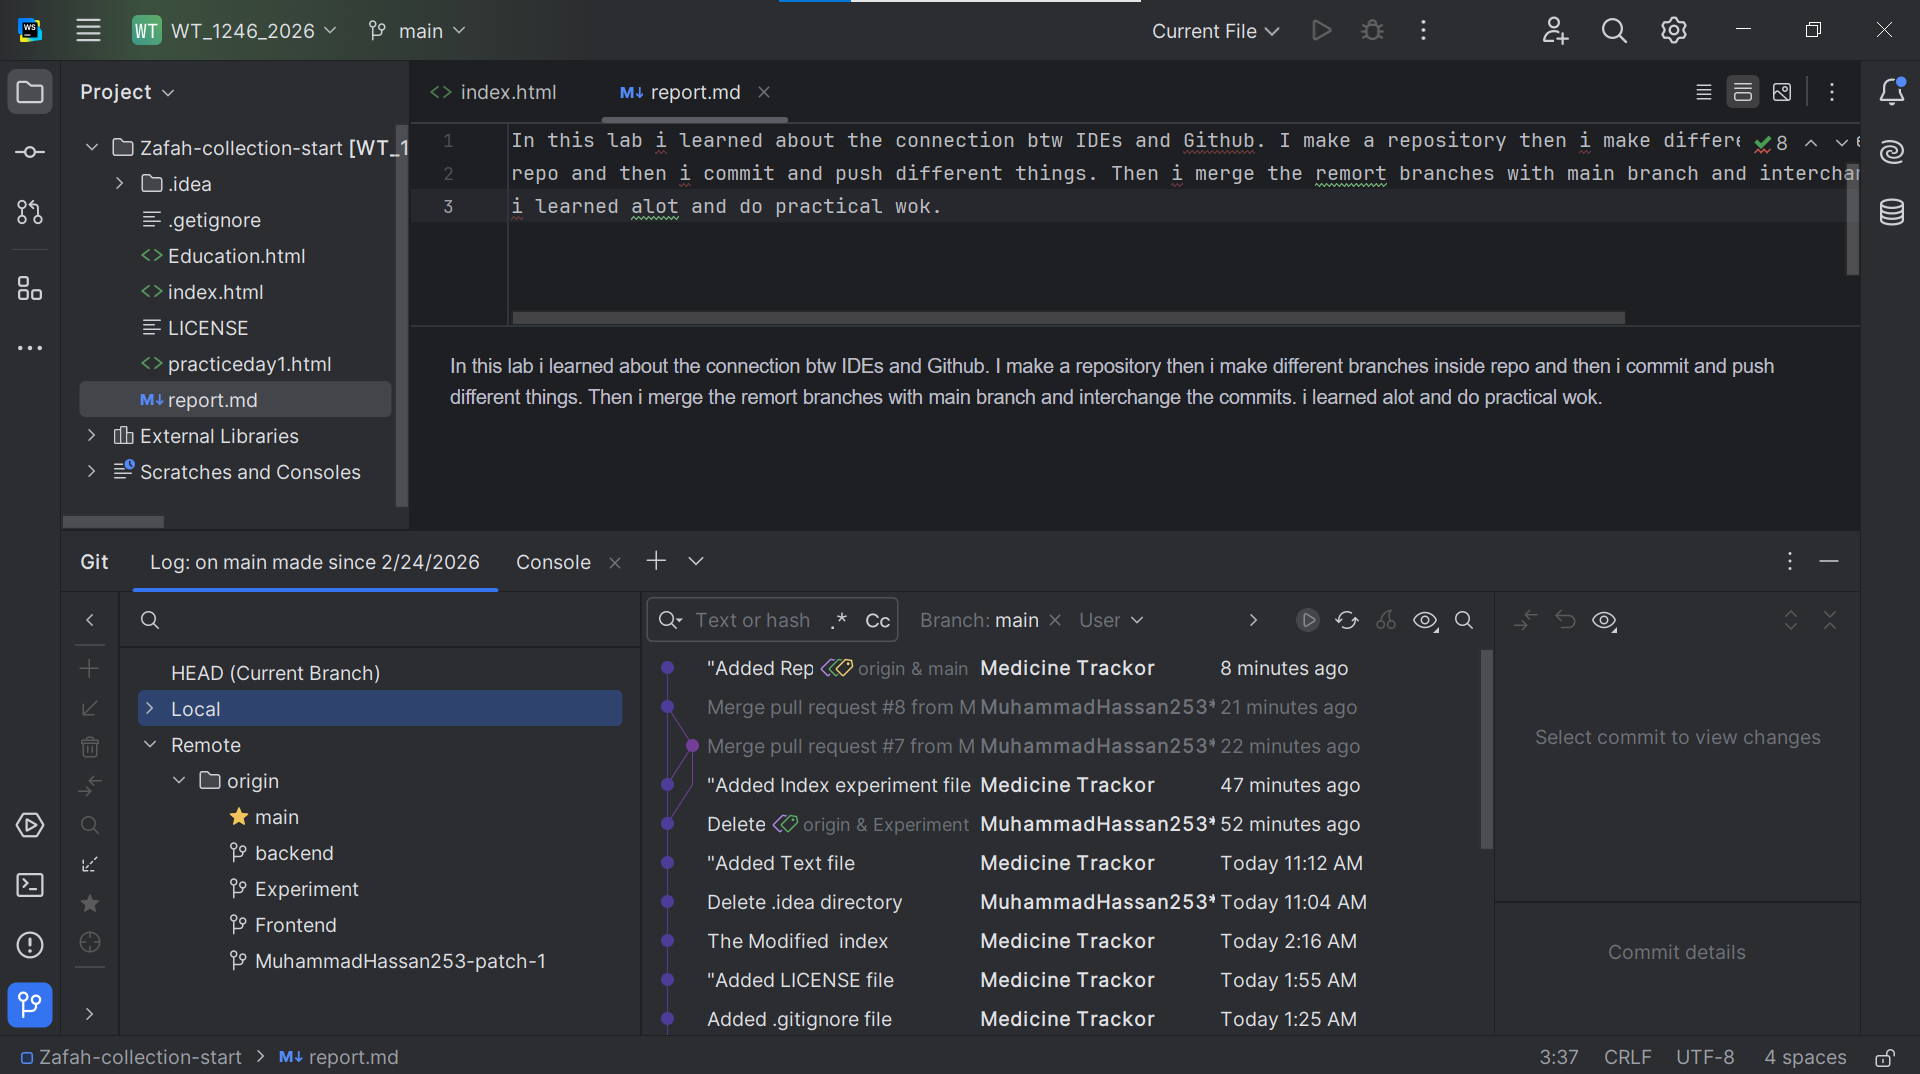 WS
WT WT_1246_2026 main Current File
Project
index.html report.md
Zafah-collection-start [WT_1
.idea
.getignore
Education.html
index.html
LICENSE
practiceday1.html
M↓ report.md
External Libraries
Scratches and Consoles
1 In this lab i learned about the connection btw IDEs and Github. I make a repository then i make differe 8
2 repo and then i commit and push different things. Then i merge the remort branches with main branch and interchan
3 i learned alot and do practical wok.
In this lab i learned about the connection btw IDEs and Github. I make a repository then i make different branches inside repo and then i commit and push
different things. Then i merge the remort branches with main branch and interchange the commits. i learned alot and do practical wok.
Git Log: on main made since 2/24/2026 Console
Text or hash .* Cc Branch: main User
HEAD (Current Branch)
Local
Remote
origin
main
backend
Experiment
Frontend
MuhammadHassan253-patch-1
"Added Rep origin & main Medicine Trackor 8 minutes ago
Merge pull request #8 from M MuhammadHassan253* 21 minutes ago
Merge pull request #7 from M MuhammadHassan253* 22 minutes ago
"Added Index experiment file Medicine Trackor 47 minutes ago
Delete origin & Experiment MuhammadHassan253* 52 minutes ago
"Added Text file Medicine Trackor Today 11:12 AM
Delete .idea directory MuhammadHassan253* Today 11:04 AM
The Modified index Medicine Trackor Today 2:16 AM
"Added LICENSE file Medicine Trackor Today 1:55 AM
Added .gitignore file Medicine Trackor Today 1:25 AM
Select commit to view changes
Commit details
Zafah-collection-start > M↓ report.md 3:37 CRLF UTF-8 4 spaces